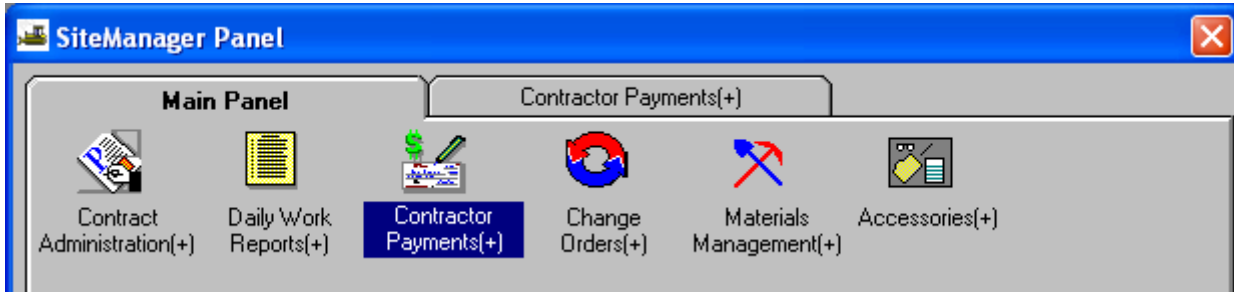 SiteManager Panel
Main Panel
Contractor Payments(+)
Contract
Administration(+)
Daily Work
Reports(+)
Contractor
Payments(+)
Change
Orders(+)
Materials
Management(+)
Accessories(+)